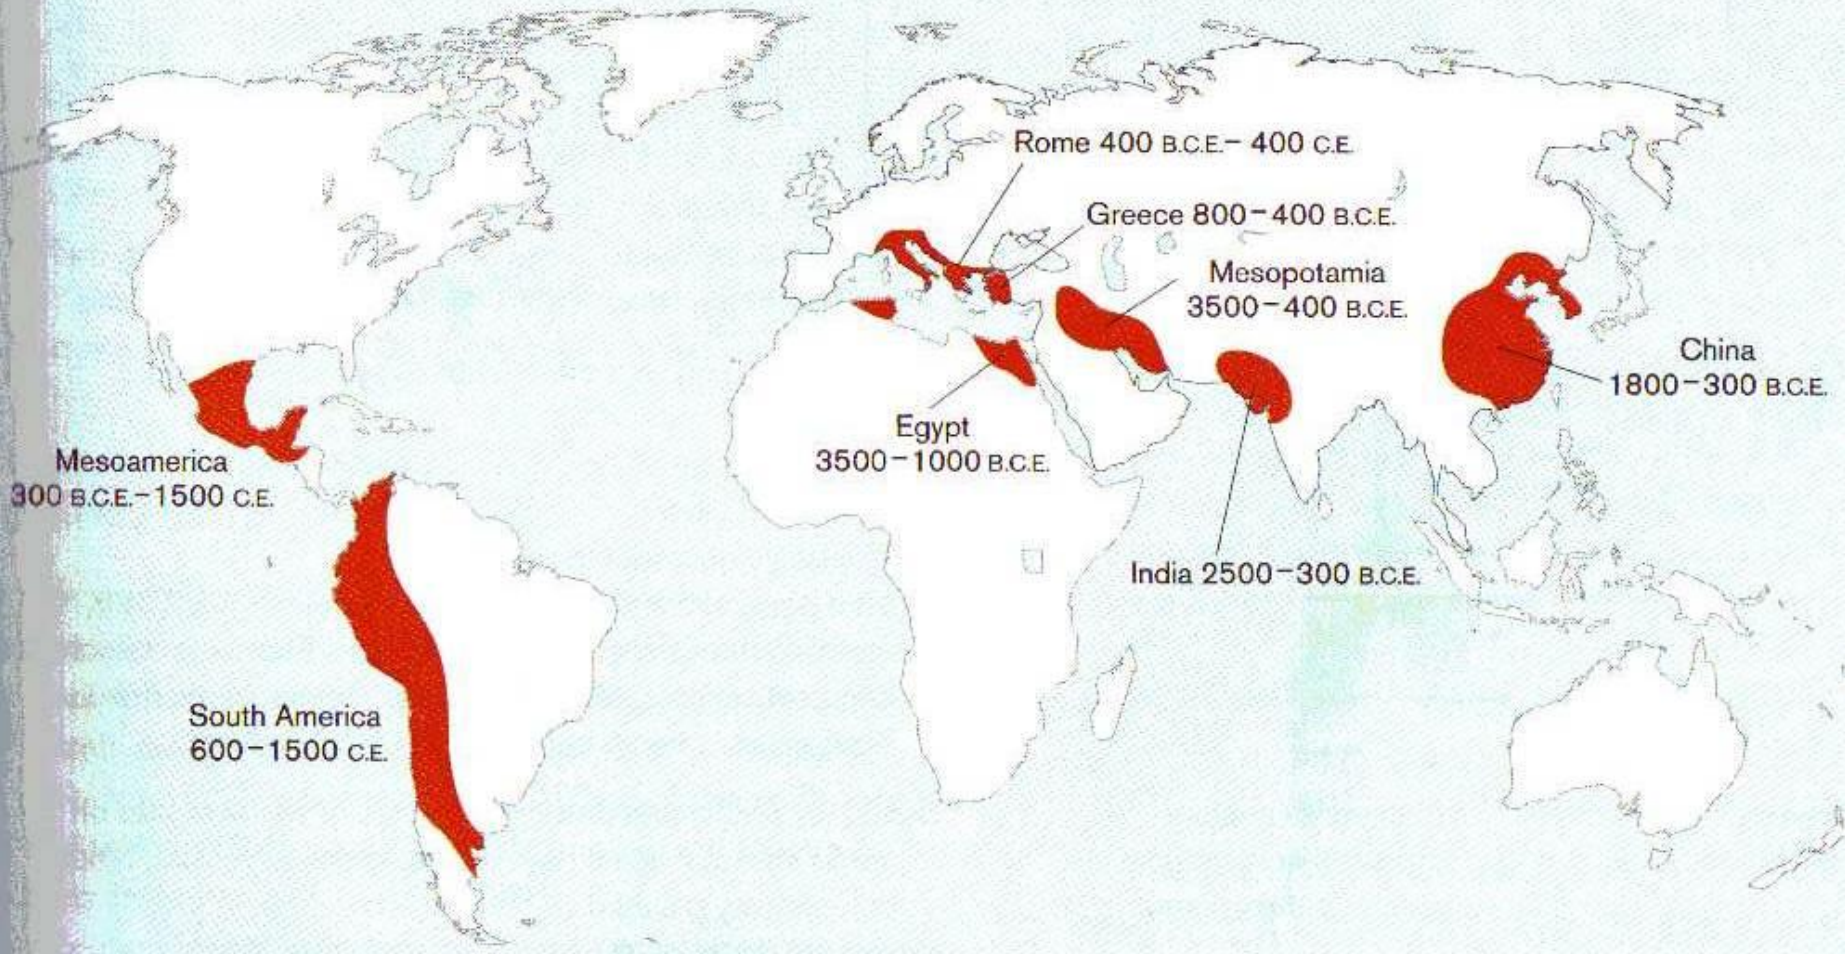 Rome 400 B.C.E.– 400 C.E.
Greece 800–400 B.C.E.
Mesopotamia
3500–400 B.C.E.
China
1800–300 B.C.E.
Egypt
3500–1000 B.C.E.
Mesoamerica
300 B.C.E.–1500 C.E.
India 2500–300 B.C.E.
South America
600–1500 C.E.